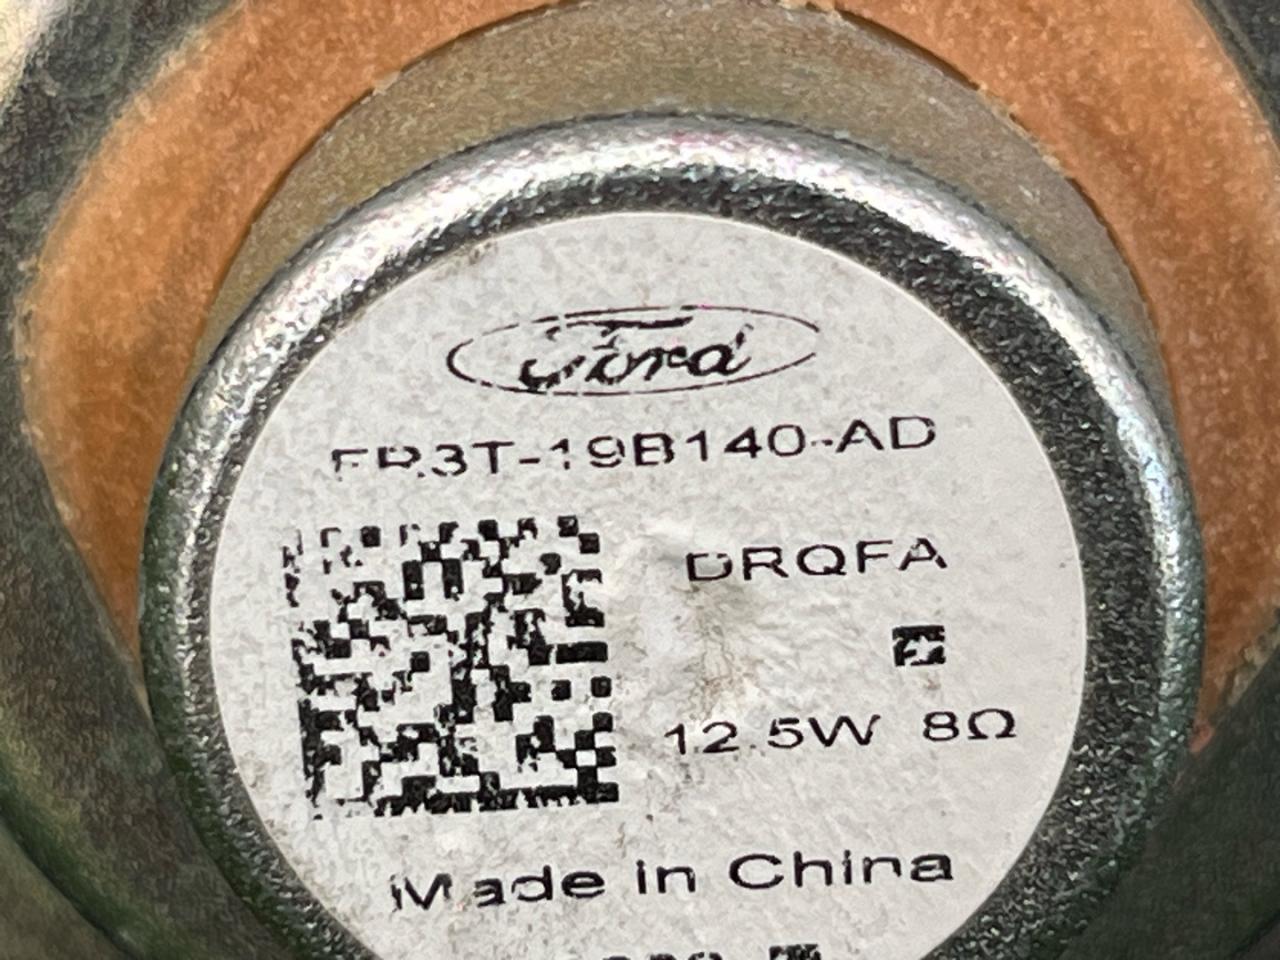 Ford
FR3T-19B140-AD
DRQFA
12.5W 8Ω
Made in China